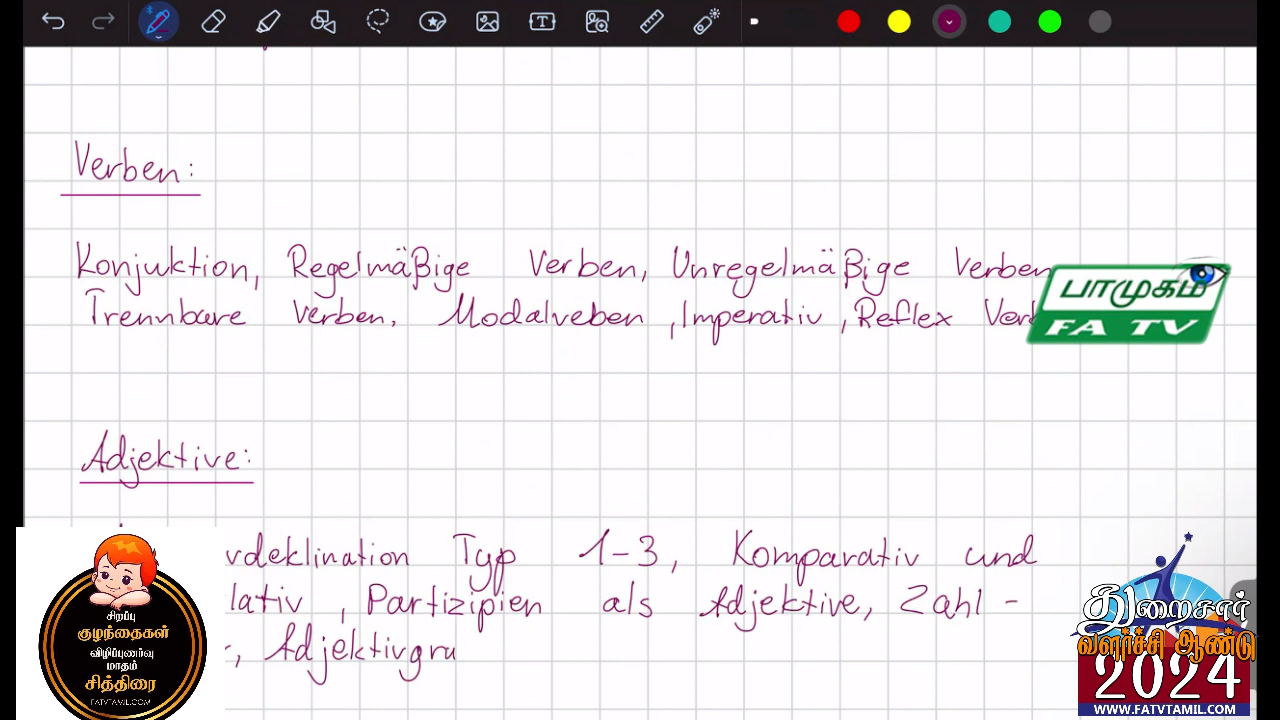 Verben:
Konjuktion, Regelmäßige Verben, Unregelmäßige Verben
Trennbare Verben, Modalveben, Imperativ, Reflex Verb
பாமுகம்
FA TV
Adjektive:
vdeklination Typ 1-3, Komparativ und
lativ, Partizipien als Adjektive, Zahl-
, Adjektivgru
சிறப்பு
குழந்தைகள்
விழிப்புணர்வு
மாதம்
சித்திரை
FATVTAMIL.COM
துறைசார்
வளர்ச்சி ஆண்டு
2024
WWW.FATVTAMIL.COM